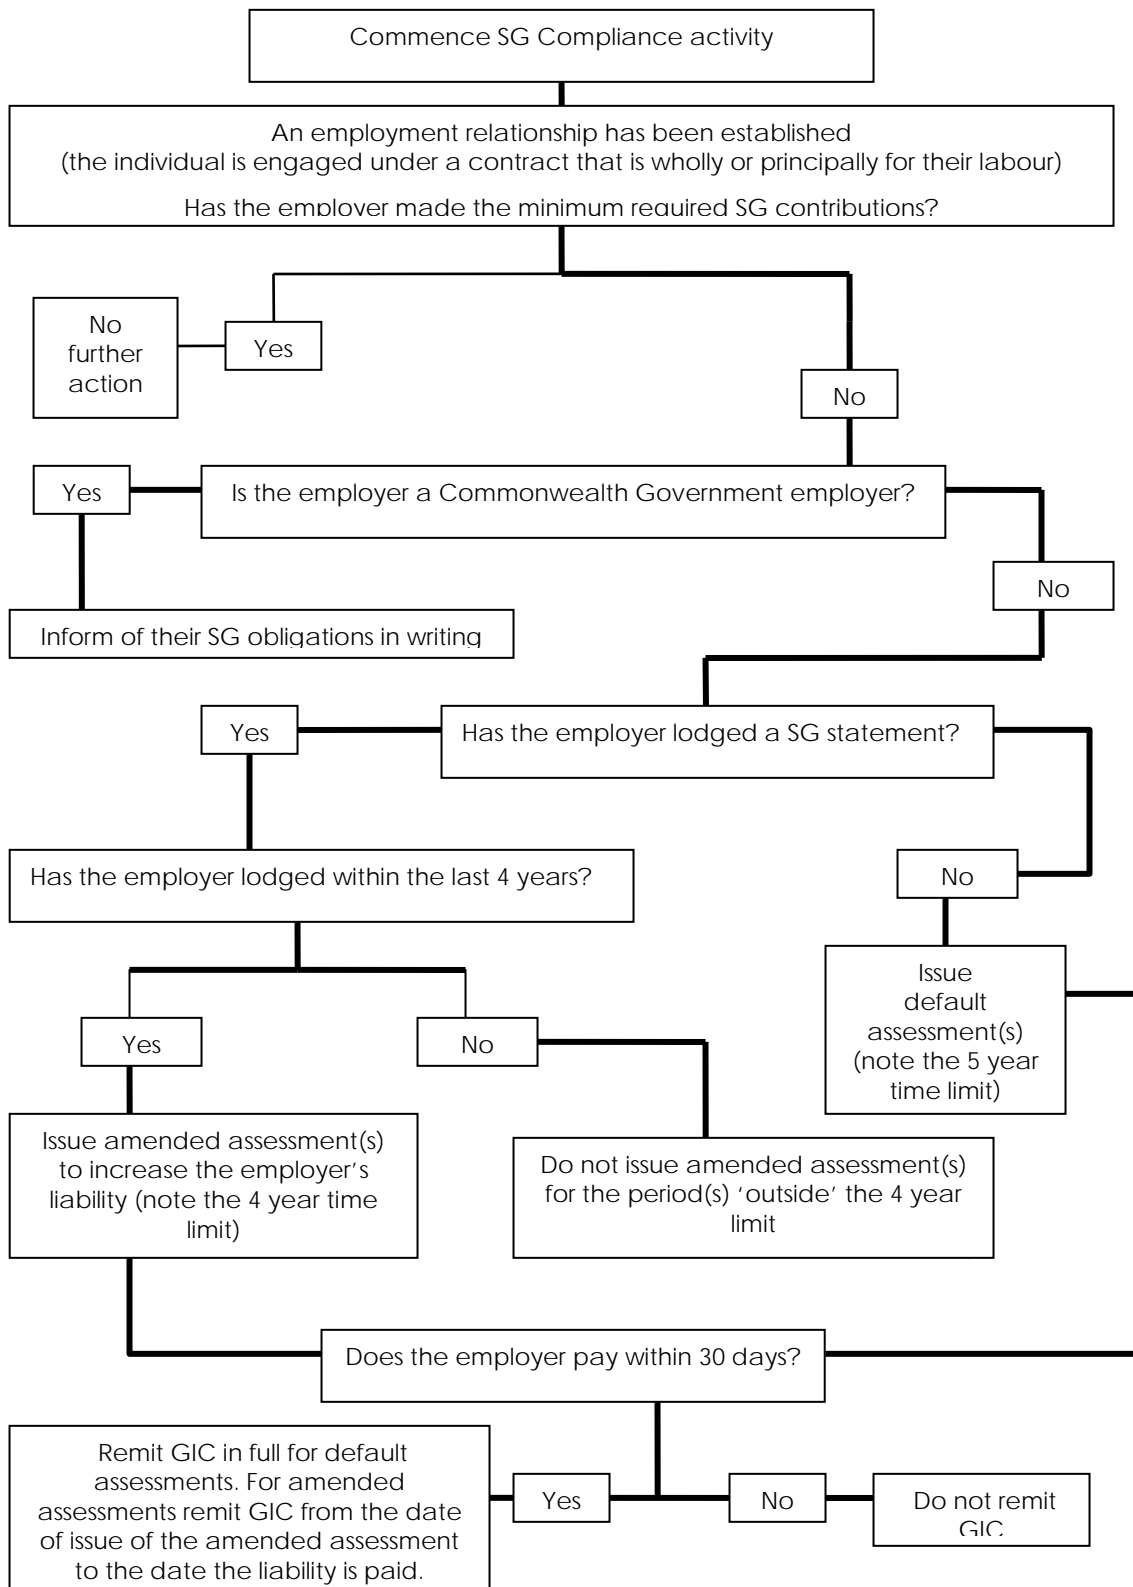 Commence SG Compliance activity
An employment relationship has been established
(the individual is engaged under a contract that is wholly or principally for their labour)
Has the employer made the minimum required SG contributions?
No
further
action
Yes
No
Yes
Is the employer a Commonwealth Government employer?
No
Inform of their SG obligations in writing
Yes
Has the employer lodged a SG statement?
Has the employer lodged within the last 4 years?
No
Issue
default
assessment(s)
(note the 5 year
time limit)
Yes
No
Issue amended assessment(s)
to increase the employer's
liability (note the 4 year time
limit)
Do not issue amended assessment(s)
for the period(s) ‘outside’ the 4 year
limit
Does the employer pay within 30 days?
Remit GIC in full for default
assessments. For amended
assessments remit GIC from the date
of issue of the amended assessment
to the date the liability is paid.
Yes
No
Do not remit
GIC